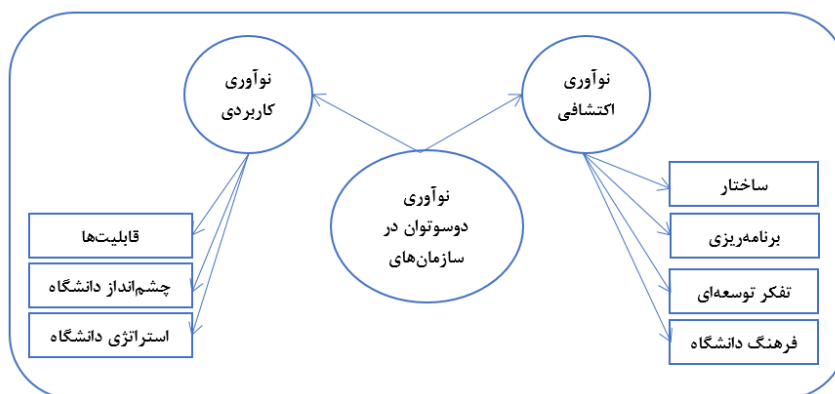 نوآوری
اکتشافی
نوآوری
کاربردی
نوآوری
دوسوتوان در
سازمان‌های
ساختار
برنامه‌ریزی
تفکر توسعه‌ای
فرهنگ دانشگاه
قابلیت‌ها
چشم‌انداز دانشگاه
استراتژی دانشگاه